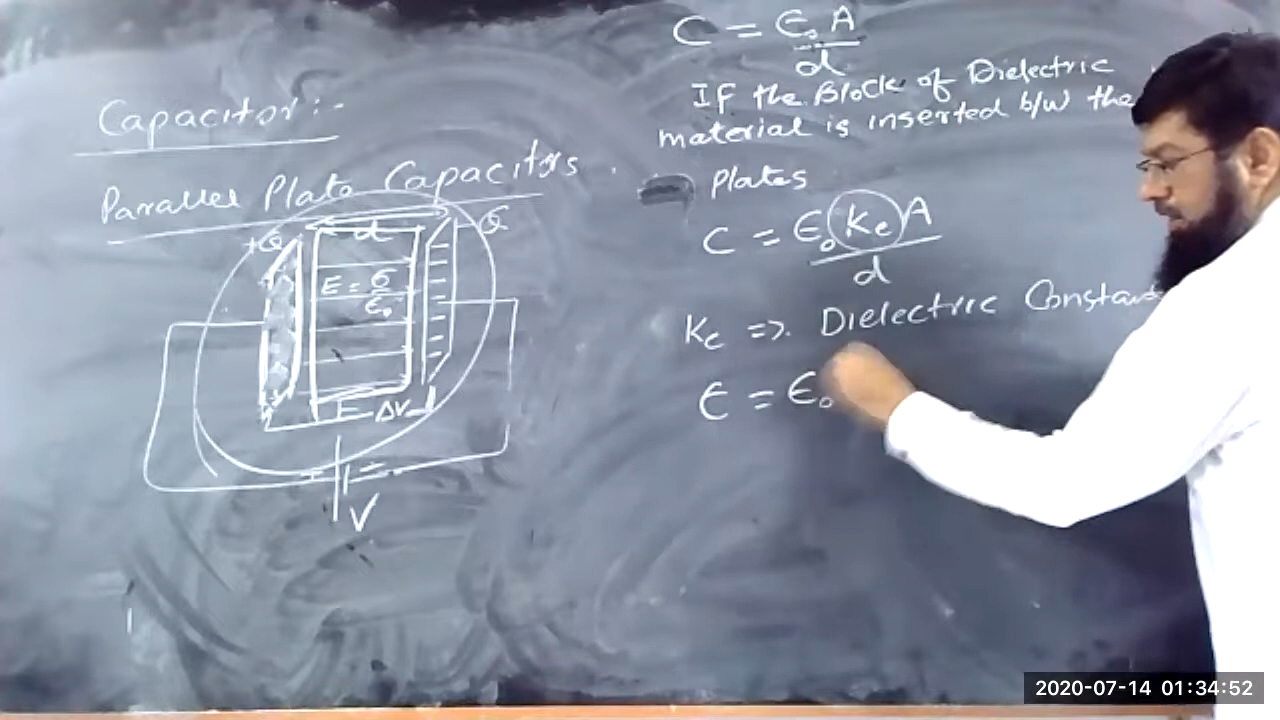 Capacitor:-
Parallel Plate Capacitors.
+Q
d
-Q
E = σ
ε₀
ΔV
V
C = ε₀ A
d
IF the Block of Dielectric
material is inserted b/w the
Plates
C = ε₀ Ke A
d
Ke => Dielectric Constant
ε = ε₀
2020-07-14 01:34:52